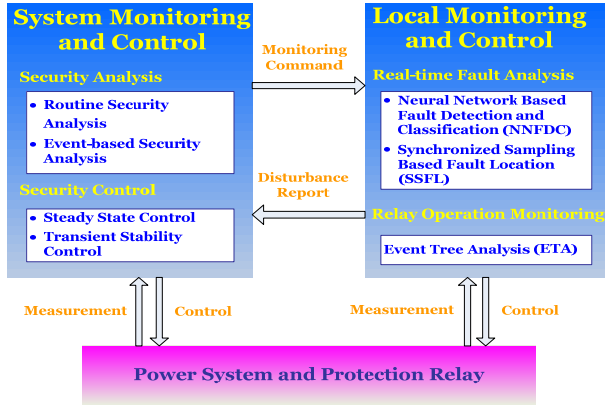 System Monitoring
and Control
Security Analysis
• Routine Security
Analysis
• Event-based Security
Analysis
Security Control
• Steady State Control
• Transient Stability
Control
Monitoring
Command
Disturbance
Report
Local Monitoring
and Control
Real-time Fault Analysis
• Neural Network Based
Fault Detection and
Classification (NNFDC)
• Synchronized Sampling
Based Fault Location
(SSFL)
Relay Operation Monitoring
Event Tree Analysis (ETA)
Measurement
Control
Measurement
Control
Power System and Protection Relay